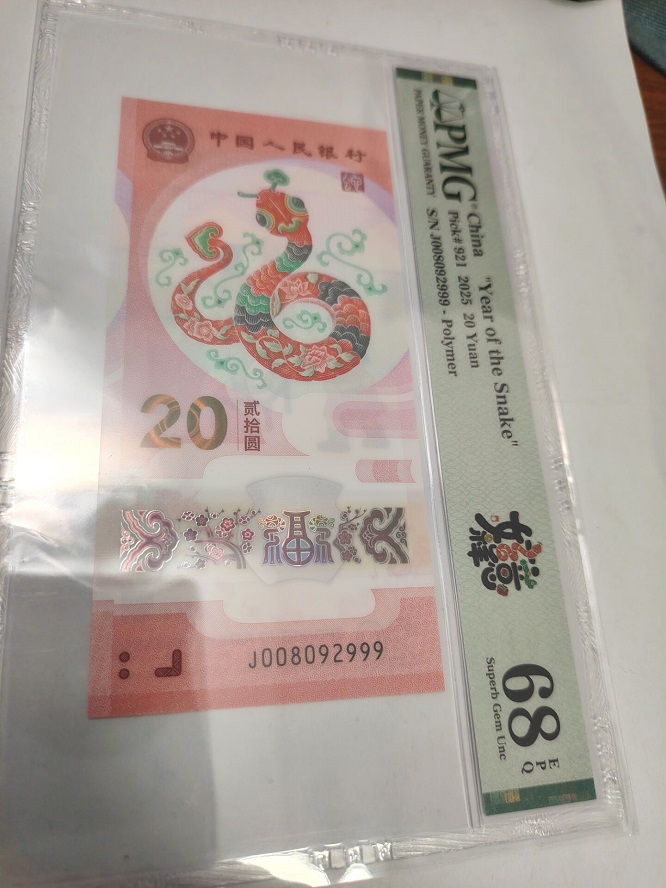 中国人民银行
20
贰拾圆
J008092999
PMG
PAPER MONEY GUARANTY
China "Year of the Snake"
Pick# 921 2025 20 Yuan
S/N J008092999 - Polymer
68
EPQ
Superb Gem Unc